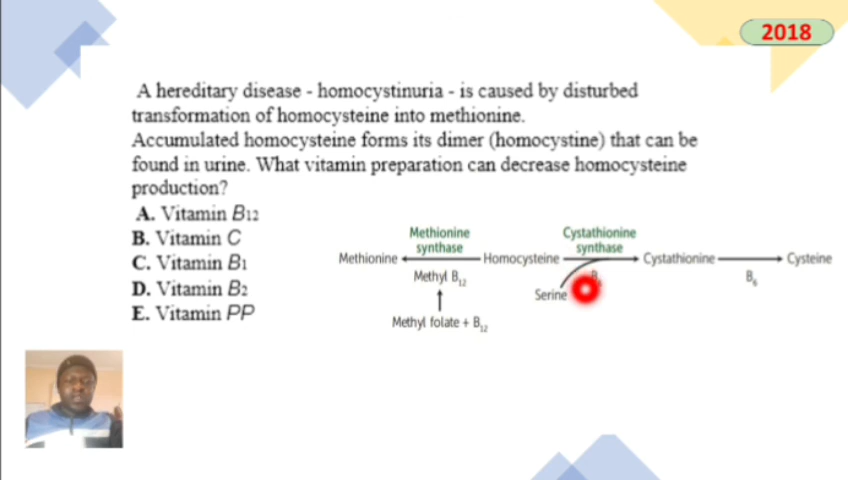 2018
A hereditary disease - homocystinuria - is caused by disturbed
transformation of homocysteine into methionine.
Accumulated homocysteine forms its dimer (homocystine) that can be
found in urine. What vitamin preparation can decrease homocysteine
production?
A. Vitamin B12
B. Vitamin C
C. Vitamin B1
D. Vitamin B2
E. Vitamin PP
Methionine synthase
Cystathionine synthase
Methionine Homocysteine Cystathionine Cysteine
Methyl B12
B6
Serine
Methyl folate + B12